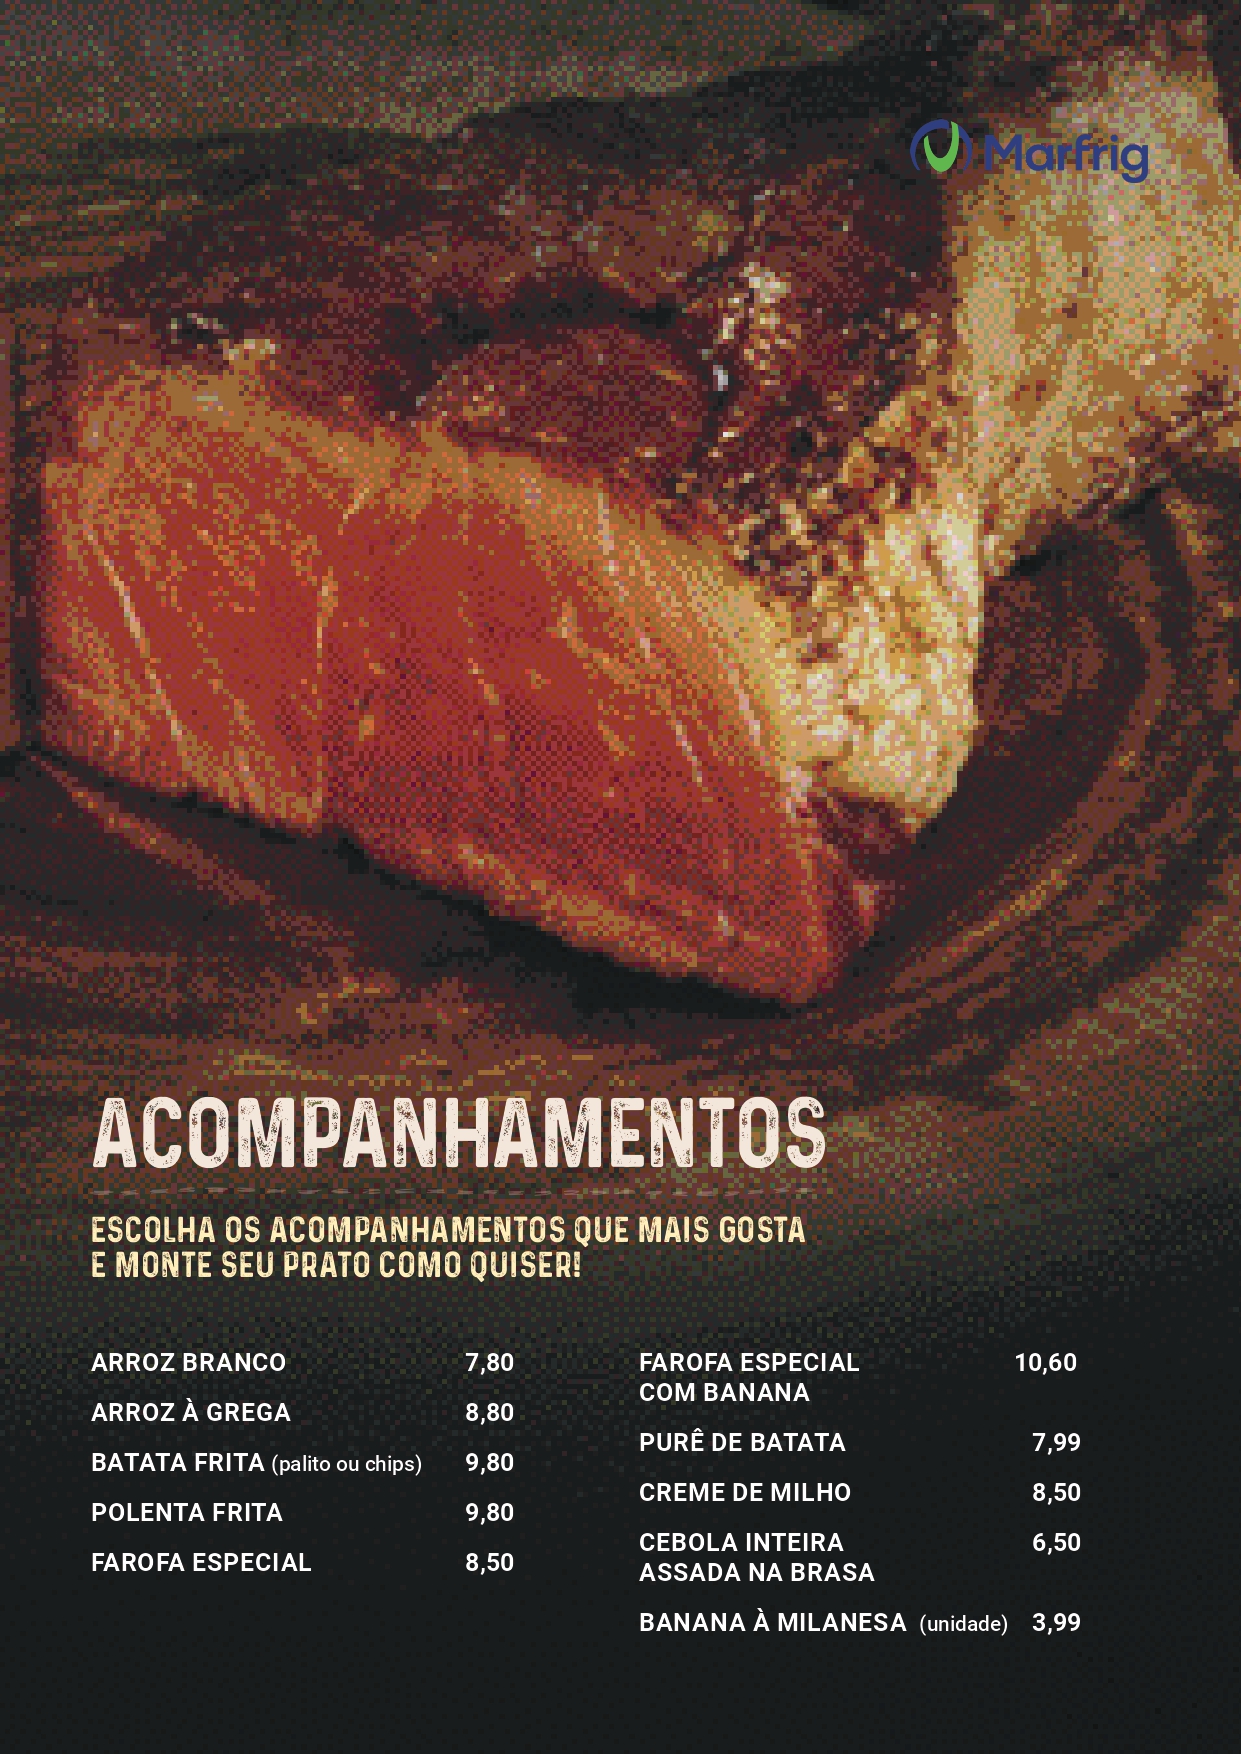 Marfrig
ACOMPANHAMENTOS
ESCOLHA OS ACOMPANHAMENTOS QUE MAIS GOSTA
E MONTE SEU PRATO COMO QUISER!
ARROZ BRANCO 7,80
ARROZ À GREGA 8,80
BATATA FRITA (palito ou chips) 9,80
POLENTA FRITA 9,80
FAROFA ESPECIAL 8,50
FAROFA ESPECIAL 10,60
COM BANANA
PURÊ DE BATATA 7,99
CREME DE MILHO 8,50
CEBOLA INTEIRA 6,50
ASSADA NA BRASA
BANANA À MILANESA (unidade) 3,99